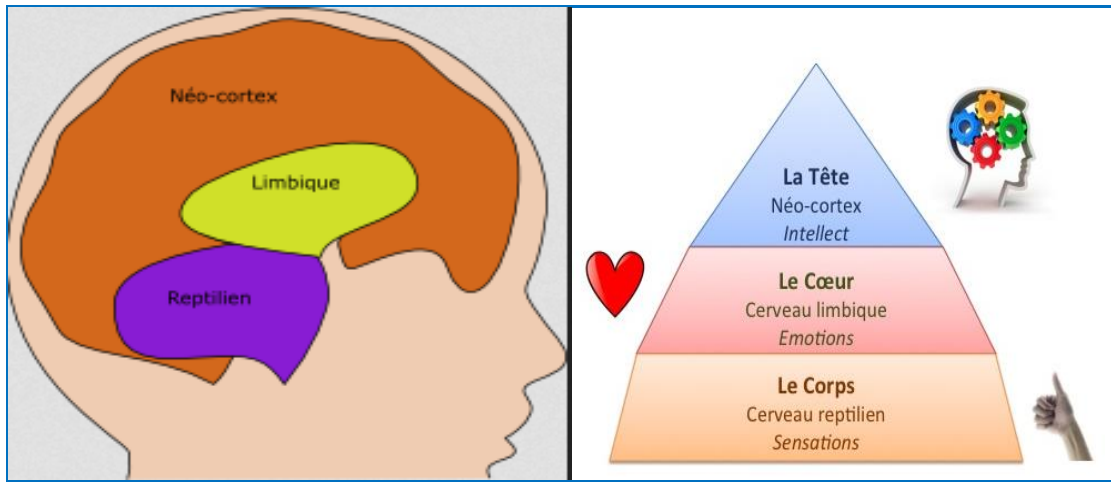 Néo-cortex
Limbique
Reptilien
La Tête
Néo-cortex
Intellect
Le Cœur
Cerveau limbique
Emotions
Le Corps
Cerveau reptilien
Sensations